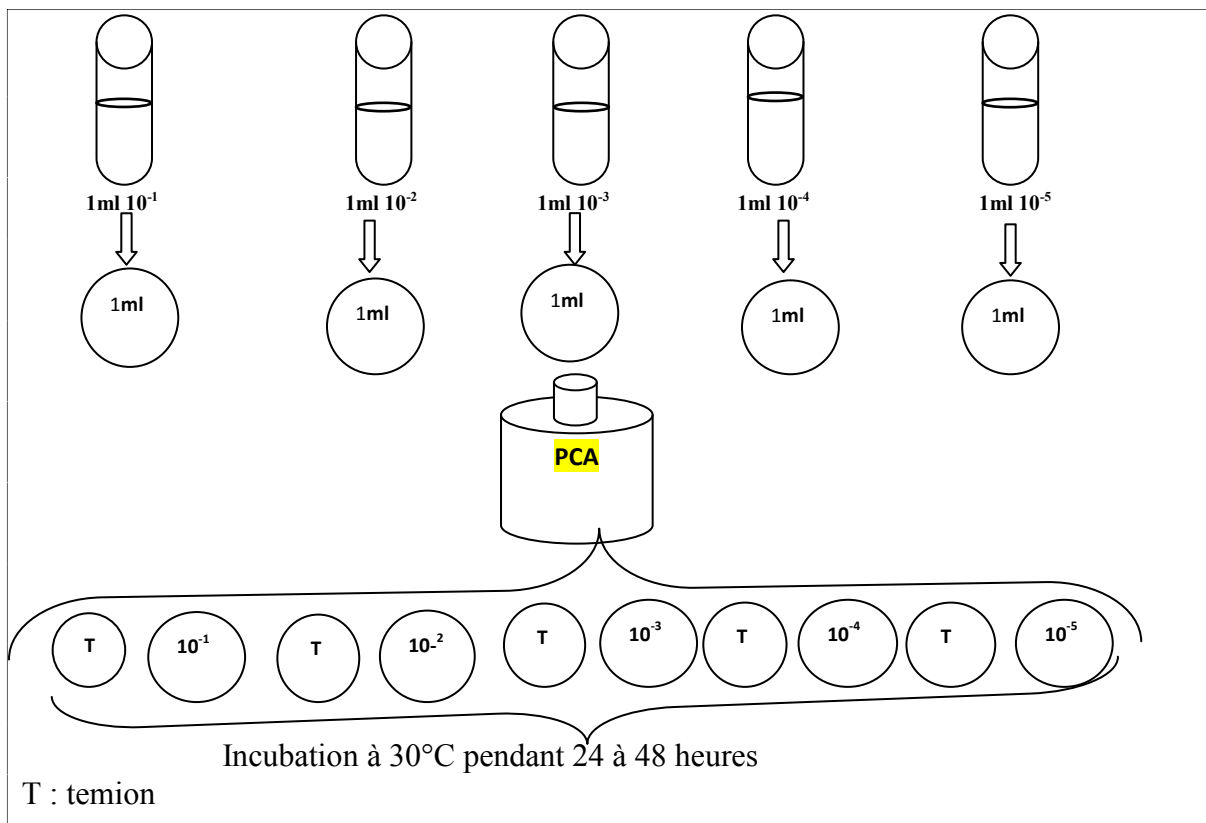 1ml 10⁻¹ 1ml 10⁻² 1ml 10⁻³ 1ml 10⁻⁴ 1ml 10⁻⁵
1ml 1ml 1ml 1ml 1ml
PCA
T 10⁻¹ T 10-² T 10⁻³ T 10⁻⁴ T 10⁻⁵
Incubation à 30°C pendant 24 à 48 heures
T : temion